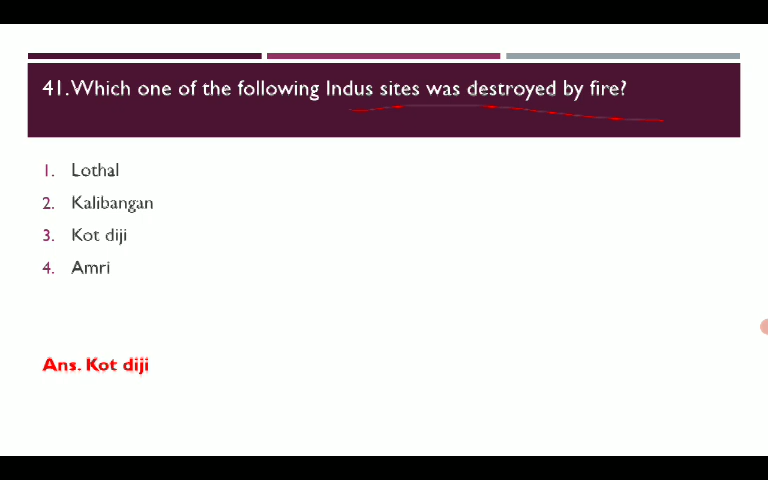 41. Which one of the following Indus sites was destroyed by fire?
1. Lothal
2. Kalibangan
3. Kot diji
4. Amri
Ans. Kot diji